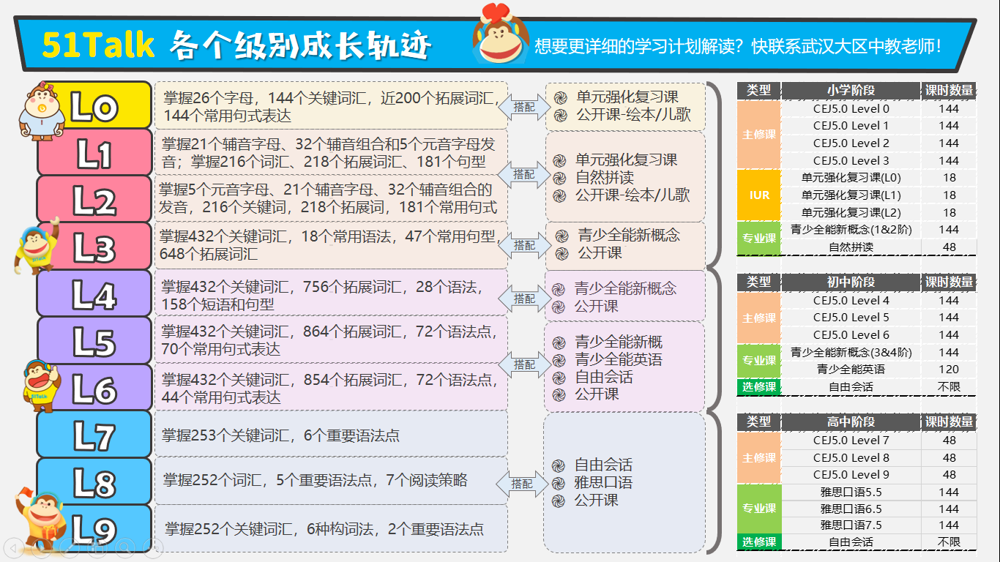 51Talk 各个级别成长轨迹
想要更详细的学习计划解读？快联系武汉大区中教老师！
L0
掌握26个字母，144个关键词汇，近200个拓展词汇，
144个常用句式表达
搭配
单元强化复习课
公开课-绘本/儿歌
L1
掌握21个辅音字母、32个辅音组合和5个元音字母发
音；掌握216个词汇、218个拓展词汇、181个句型
L2
掌握5个元音字母、21个辅音字母、32个辅音组合的
发音，216个关键词，218个拓展词，181个常用句式
搭配
单元强化复习课
自然拼读
公开课-绘本/儿歌
L3
掌握432个关键词汇，18个常用语法，47个常用句型，
648个拓展词汇
搭配
青少全能新概念
公开课
51Talk
L4
掌握432个关键词汇，756个拓展词汇，28个语法，
158个短语和句型
搭配
青少全能新概念
公开课
L5
掌握432个关键词汇，864个拓展词汇，72个语法点，
70个常用句式表达
L6
掌握432个关键词汇，854个拓展词汇，72个语法点，
44个常用句式表达
搭配
青少全能新概
青少全能英语
自由会话
公开课
51Talk
L7
掌握253个关键词汇，6个重要语法点
L8
掌握252个词汇，5个重要语法点，7个阅读策略
L9
掌握252个关键词汇，6种构词法，2个重要语法点
搭配
自由会话
雅思口语
公开课
类型 小学阶段 课时数量
主修课
CEJ5.0 Level 0 144
CEJ5.0 Level 1 144
CEJ5.0 Level 2 144
CEJ5.0 Level 3 144
IUR
单元强化复习课(L0) 18
单元强化复习课(L1) 18
单元强化复习课(L2) 18
专业课
青少全能新概念(1&2阶) 144
自然拼读 48
类型 初中阶段 课时数量
主修课
CEJ5.0 Level 4 144
CEJ5.0 Level 5 144
CEJ5.0 Level 6 144
专业课
青少全能新概念(3&4阶) 144
青少全能英语 120
选修课 自由会话 不限
类型 高中阶段 课时数量
主修课
CEJ5.0 Level 7 48
CEJ5.0 Level 8 48
CEJ5.0 Level 9 48
专业课
雅思口语5.5 144
雅思口语6.5 144
雅思口语7.5 144
选修课 自由会话 不限